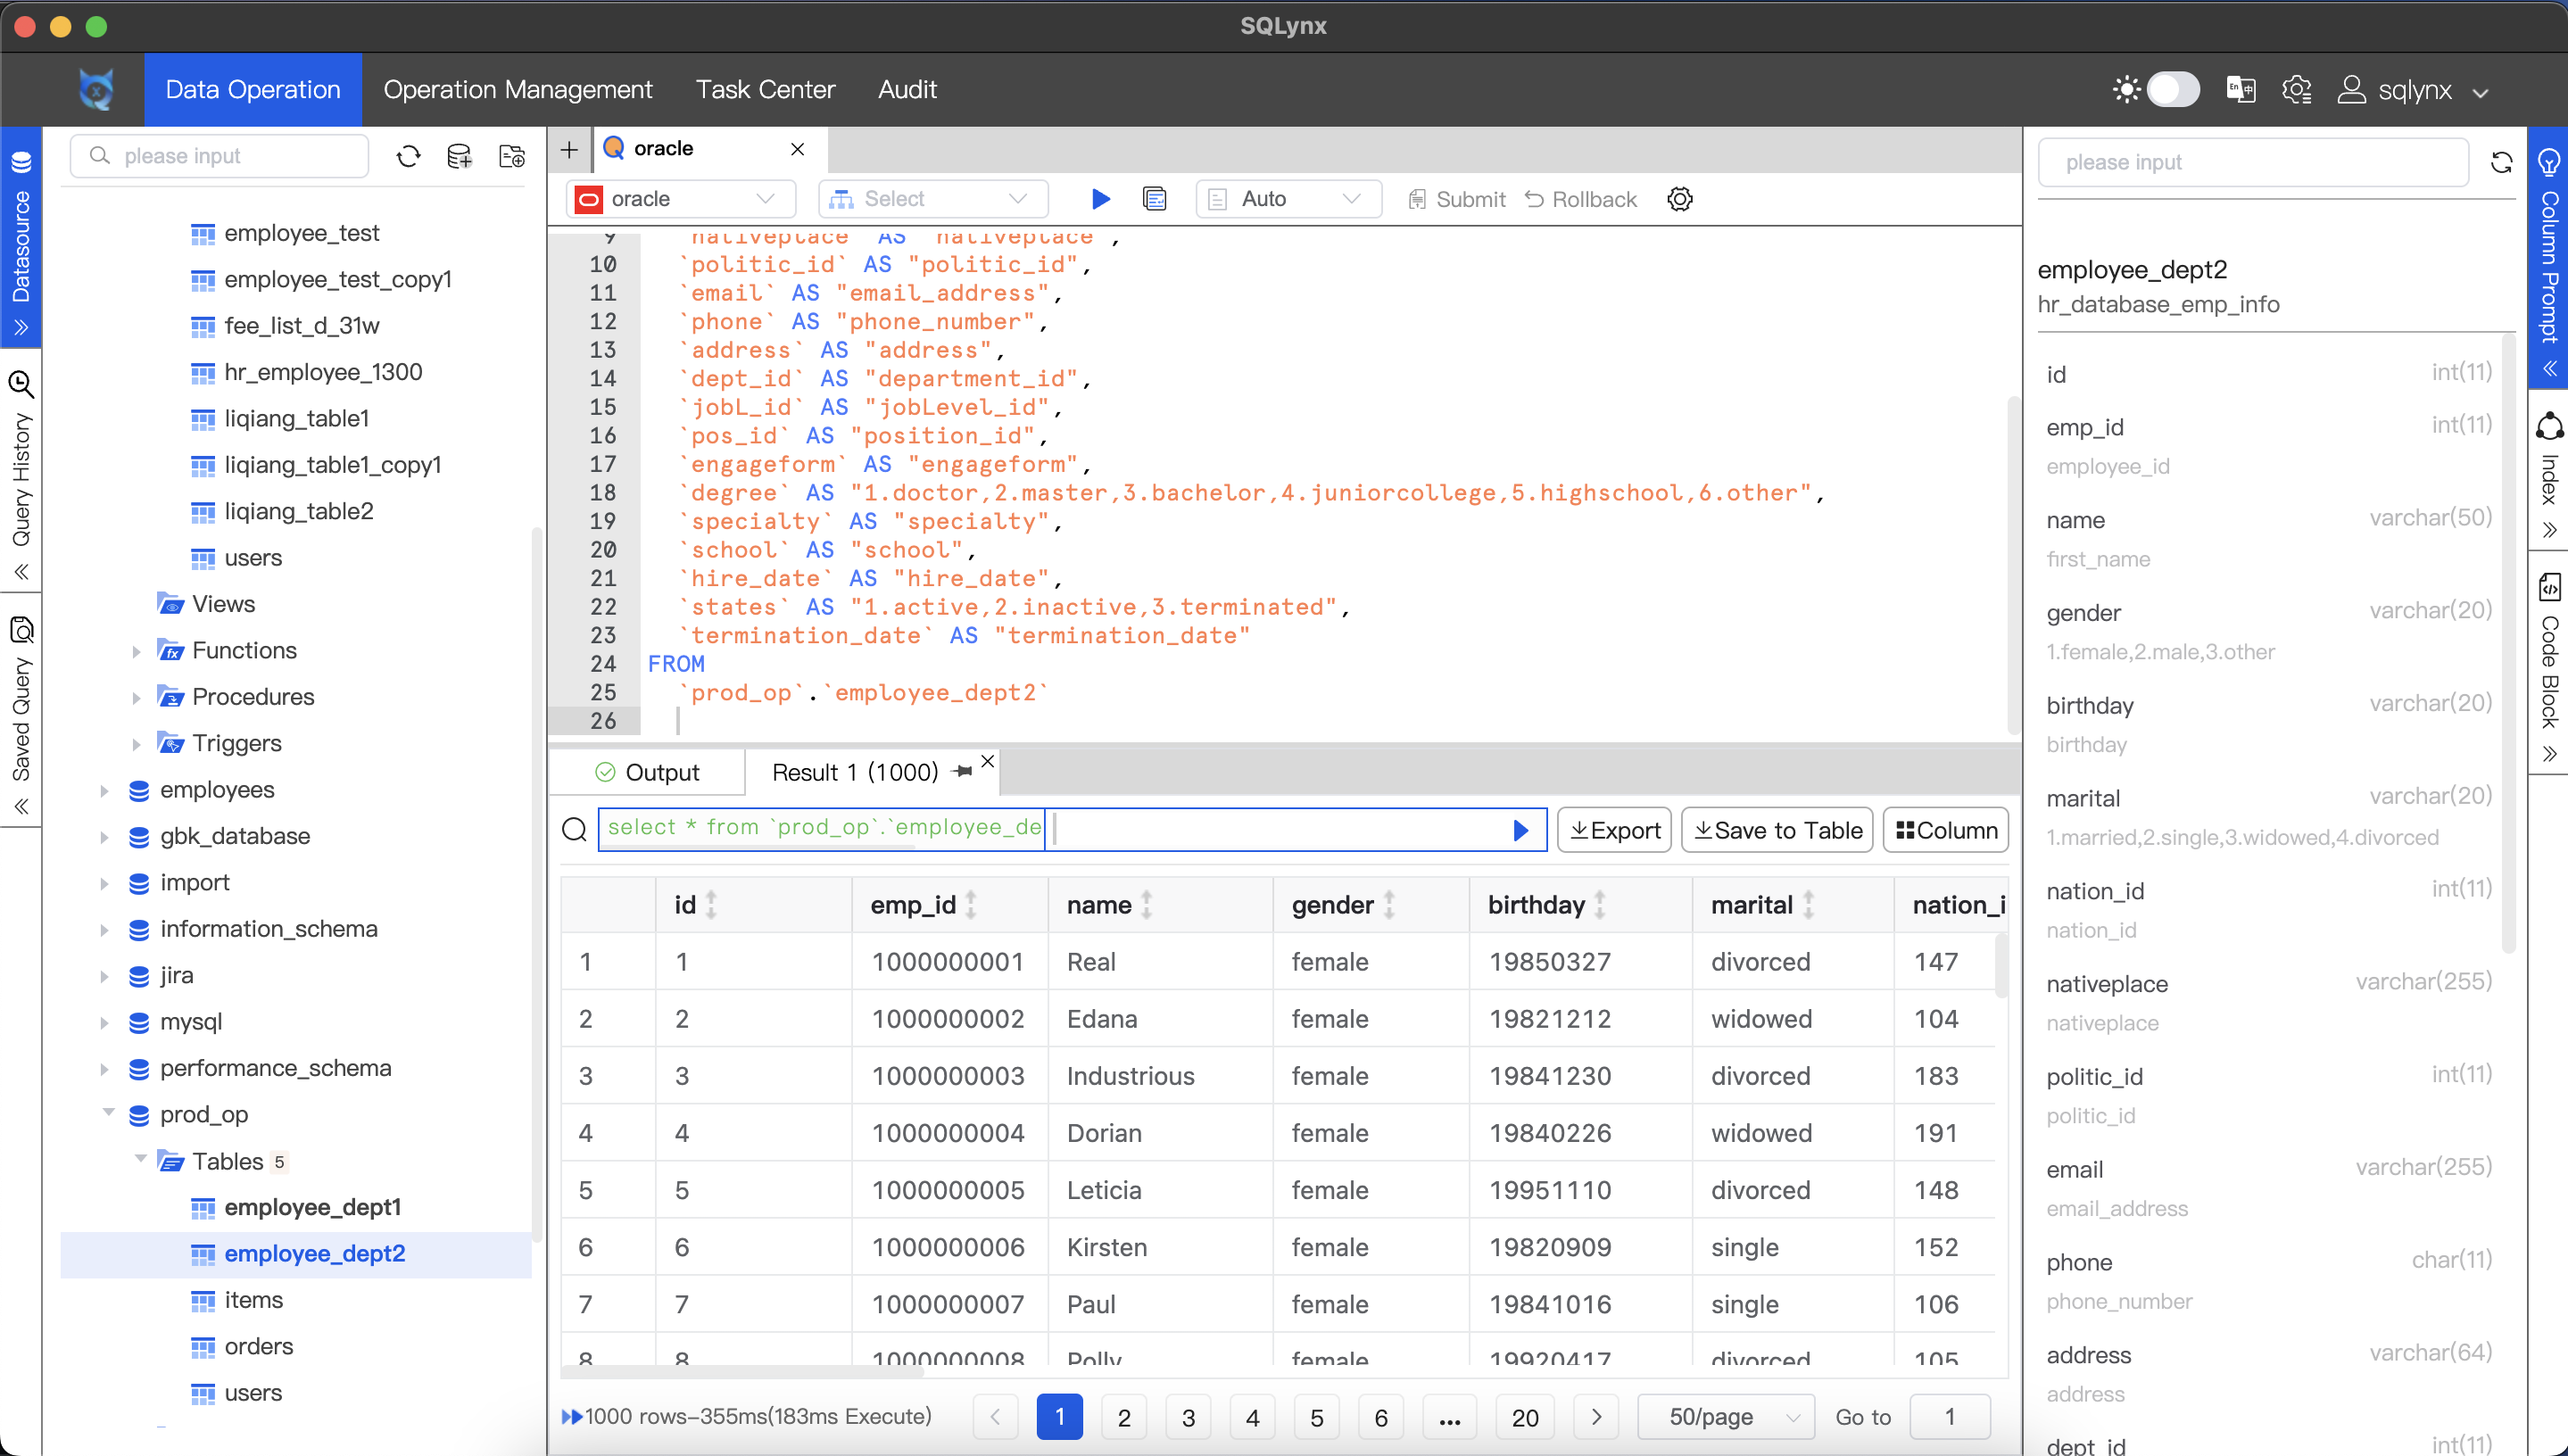 SQLynx
Data Operation
Operation Management
Task Center
Audit
sqlynx
Datasource
Query History
Saved Query
please input
employee_test
employee_test_copy1
fee_list_d_31w
hr_employee_1300
liqiang_table1
liqiang_table1_copy1
liqiang_table2
users
Views
Functions
Procedures
Triggers
employees
gbk_database
import
information_schema
jira
mysql
performance_schema
prod_op
Tables 5
employee_dept1
employee_dept2
items
orders
users
oracle
oracle
Select
Auto
Submit
Rollback
9 `nativeplace` AS "nativeplace",
10 `politic_id` AS "politic_id",
11 `email` AS "email_address",
12 `phone` AS "phone_number",
13 `address` AS "address",
14 `dept_id` AS "department_id",
15 `jobL_id` AS "jobLevel_id",
16 `pos_id` AS "position_id",
17 `engageform` AS "engageform",
18 `degree` AS "1.doctor,2.master,3.bachelor,4.juniorcollege,5.highschool,6.other",
19 `specialty` AS "specialty",
20 `school` AS "school",
21 `hire_date` AS "hire_date",
22 `states` AS "1.active,2.inactive,3.terminated",
23 `termination_date` AS "termination_date"
24 FROM
25 `prod_op`.`employee_dept2`
26
Output
Result 1 (1000)
select * from `prod_op`.`employee_de
Export
Save to Table
Column
id emp_id name gender birthday marital nation_i
1 1 1000000001 Real female 19850327 divorced 147
2 2 1000000002 Edana female 19821212 widowed 104
3 3 1000000003 Industrious female 19841230 divorced 183
4 4 1000000004 Dorian female 19840226 widowed 191
5 5 1000000005 Leticia female 19951110 divorced 148
6 6 1000000006 Kirsten female 19820909 single 152
7 7 1000000007 Paul female 19841016 single 106
8 8 1000000008 Polly female 19920417 divorced 105
1000 rows-355ms(183ms Execute)
1 2 3 4 5 6 ... 20
50/page
Go to 1
please input
employee_dept2
hr_database_emp_info
id int(11)
emp_id int(11)
employee_id
name varchar(50)
first_name
gender varchar(20)
1.female,2.male,3.other
birthday varchar(20)
birthday
marital varchar(20)
1.married,2.single,3.widowed,4.divorced
nation_id int(11)
nation_id
nativeplace varchar(255)
nativeplace
politic_id int(11)
politic_id
email varchar(255)
email_address
phone char(11)
phone_number
address varchar(64)
address
dept_id int(11)
Column Prompt
Index
Code Block